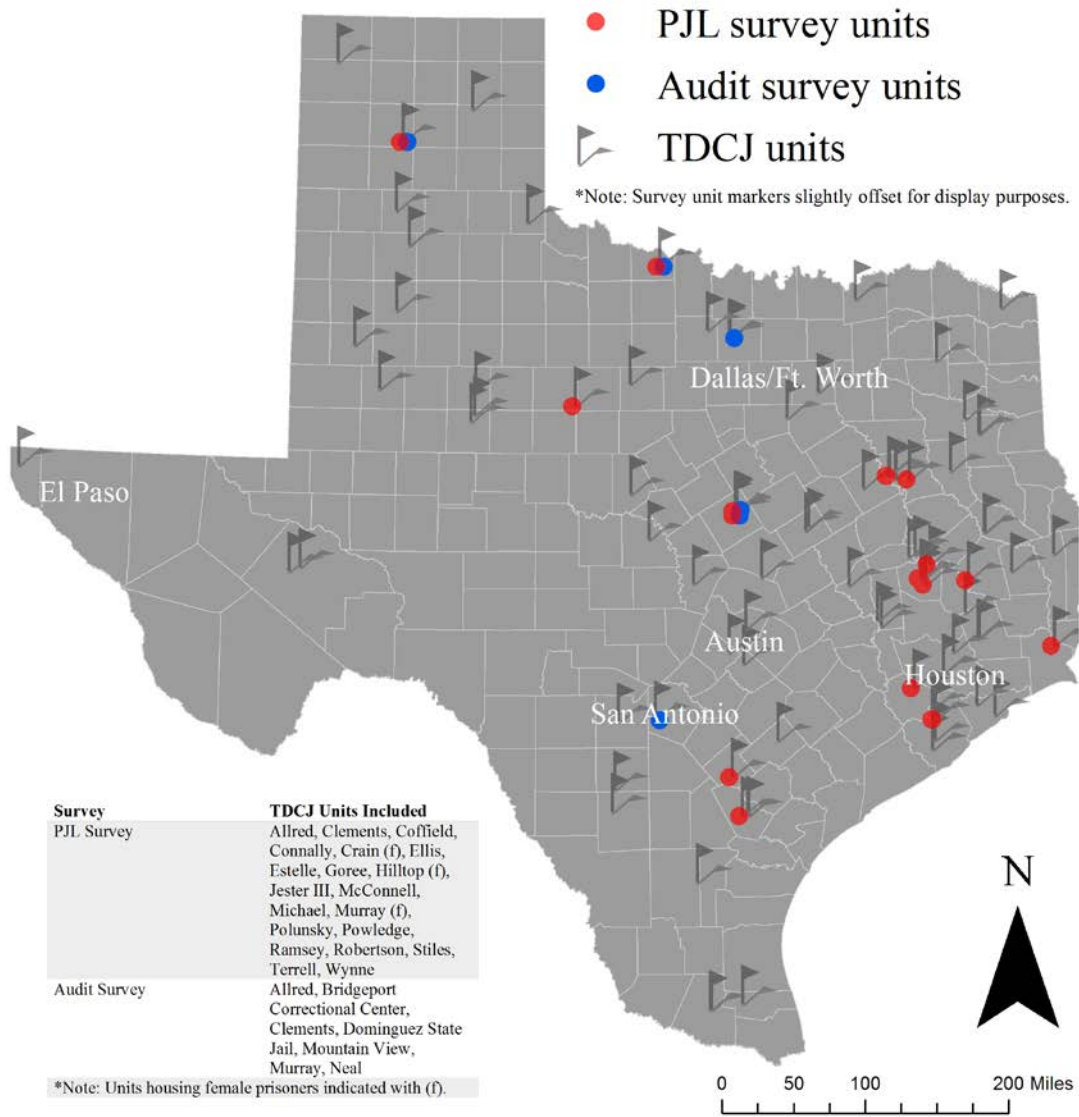 PJL survey units
Audit survey units
TDCJ units
*Note: Survey unit markers slightly offset for display purposes.
Dallas/Ft. Worth
El Paso
Austin
Houston
San Antonio
Survey TDCJ Units Included
PJL Survey Allred, Clements, Coffield,
Connally, Crain (f), Ellis,
Estelle, Goree, Hilltop (f),
Jester III, McConnell,
Michael, Murray (f),
Polunsky, Powledge,
Ramsey, Robertson, Stiles,
Terrell, Wynne
Audit Survey Allred, Bridgeport
Correctional Center,
Clements, Dominguez State
Jail, Mountain View,
Murray, Neal
*Note: Units housing female prisoners indicated with (f).
N
0 50 100 200 Miles